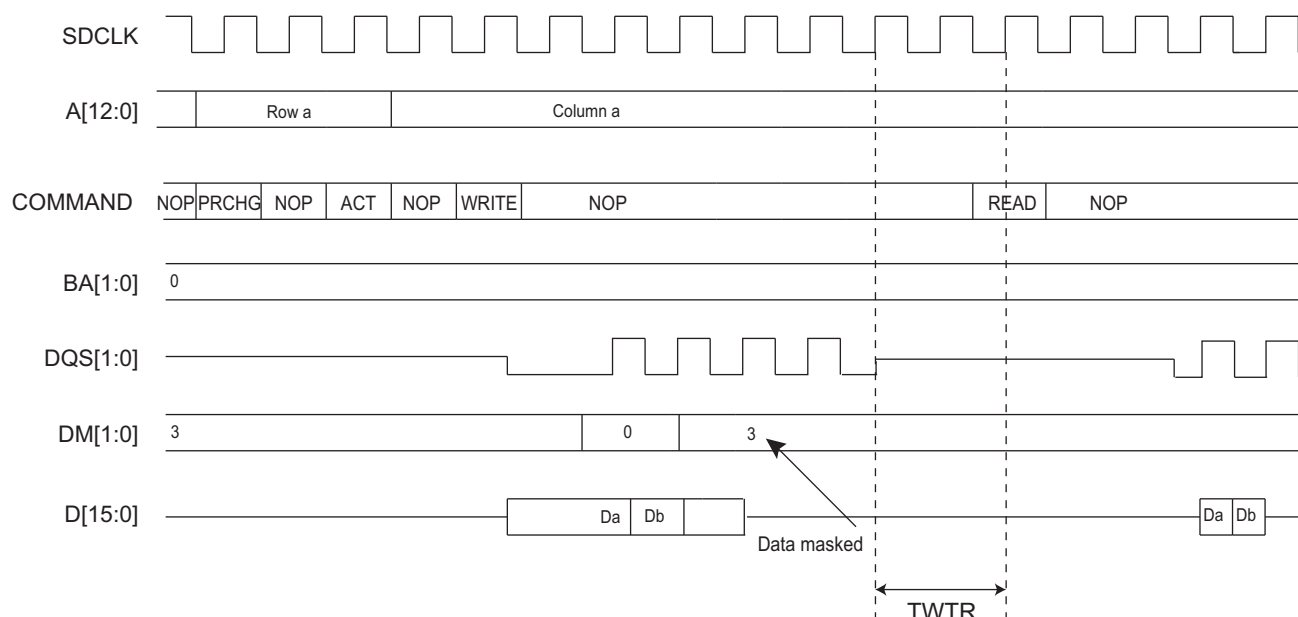 SDCLK
A[12:0] Row a Column a
COMMAND NOP PRCHG NOP ACT NOP WRITE NOP READ NOP
BA[1:0] 0
DQS[1:0]
DM[1:0] 3 0 3
D[15:0] Da Db Da Db
Data masked
TWTR